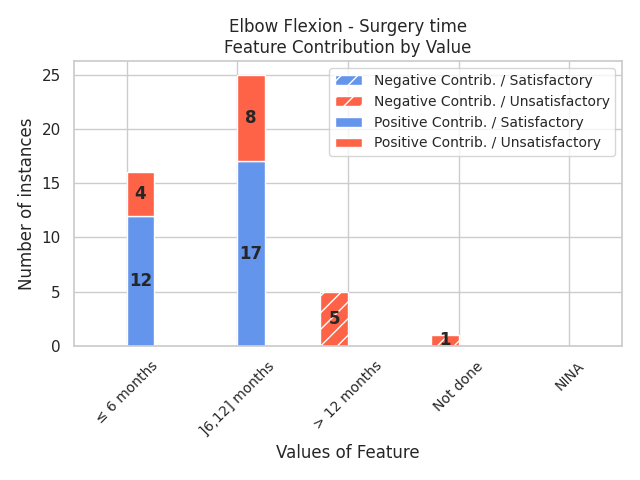 Elbow Flexion - Surgery time
Feature Contribution by Value
Negative Contrib. / Satisfactory
Negative Contrib. / Unsatisfactory
Positive Contrib. / Satisfactory
Positive Contrib. / Unsatisfactory
Number of instances
25
20
15
10
5
0
4
12
8
17
5
1
≤ 6 months
]6,12] months
> 12 months
Not done
NINA
Values of Feature